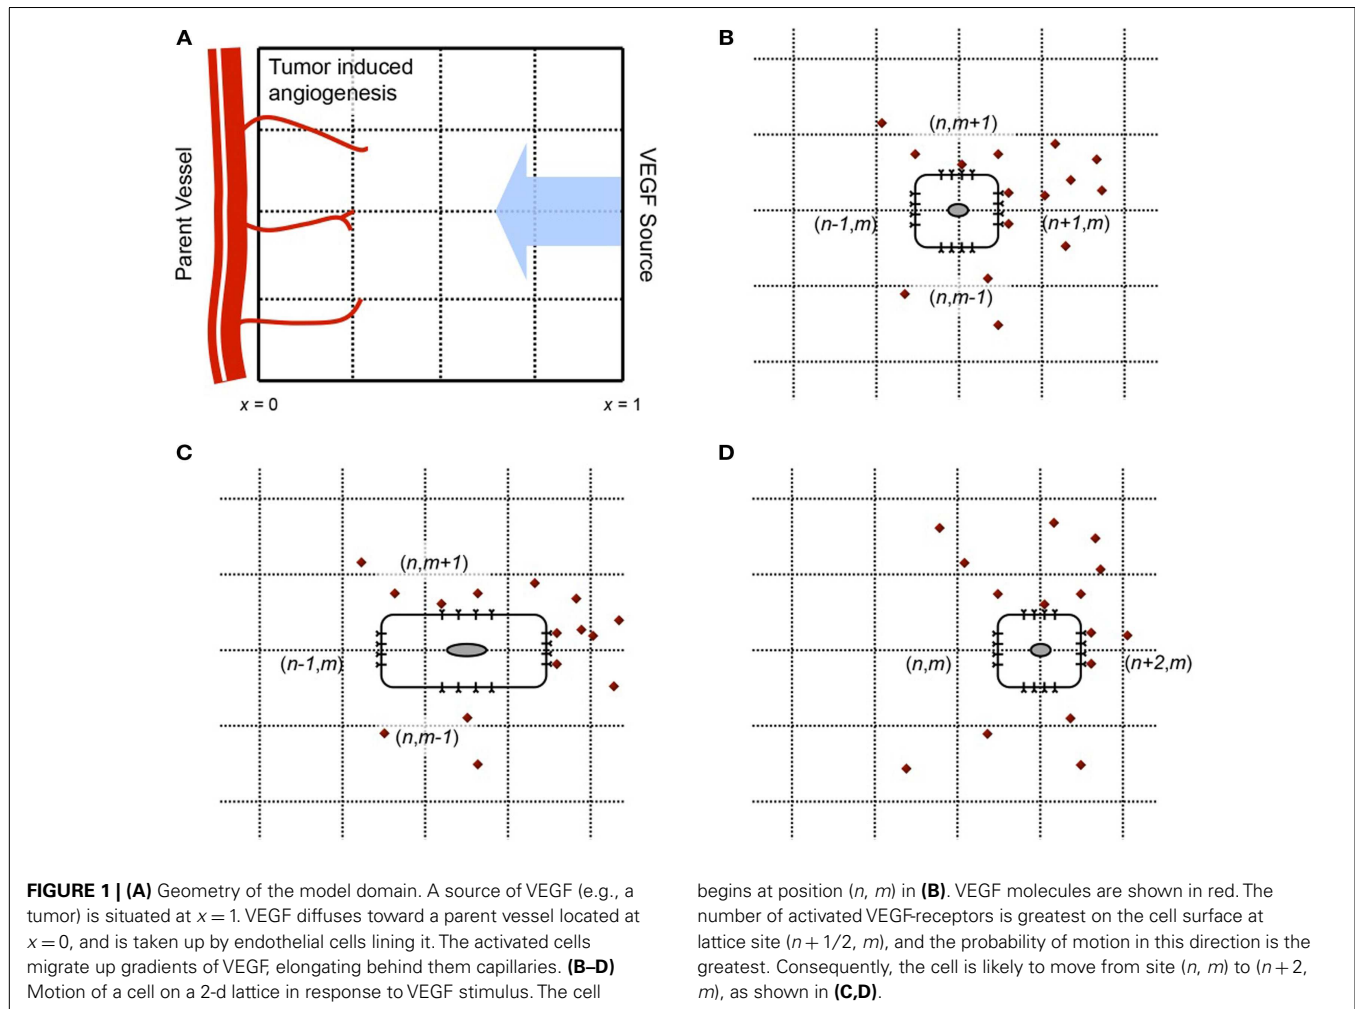 A
Tumor induced
angiogenesis
Parent Vessel
VEGF Source
x = 0
x = 1
B
(n,m+1)
(n-1,m)
(n+1,m)
(n,m-1)
C
(n,m+1)
(n-1,m)
(n,m-1)
D
(n,m)
(n+2,m)
FIGURE 1 | (A) Geometry of the model domain. A source of VEGF (e.g., a
tumor) is situated at x = 1. VEGF diffuses toward a parent vessel located at
x = 0, and is taken up by endothelial cells lining it. The activated cells
migrate up gradients of VEGF, elongating behind them capillaries. (B–D)
Motion of a cell on a 2-d lattice in response to VEGF stimulus. The cell
begins at position (n, m) in (B). VEGF molecules are shown in red. The
number of activated VEGF-receptors is greatest on the cell surface at
lattice site (n + 1/2, m), and the probability of motion in this direction is the
greatest. Consequently, the cell is likely to move from site (n, m) to (n + 2,
m), as shown in (C,D).